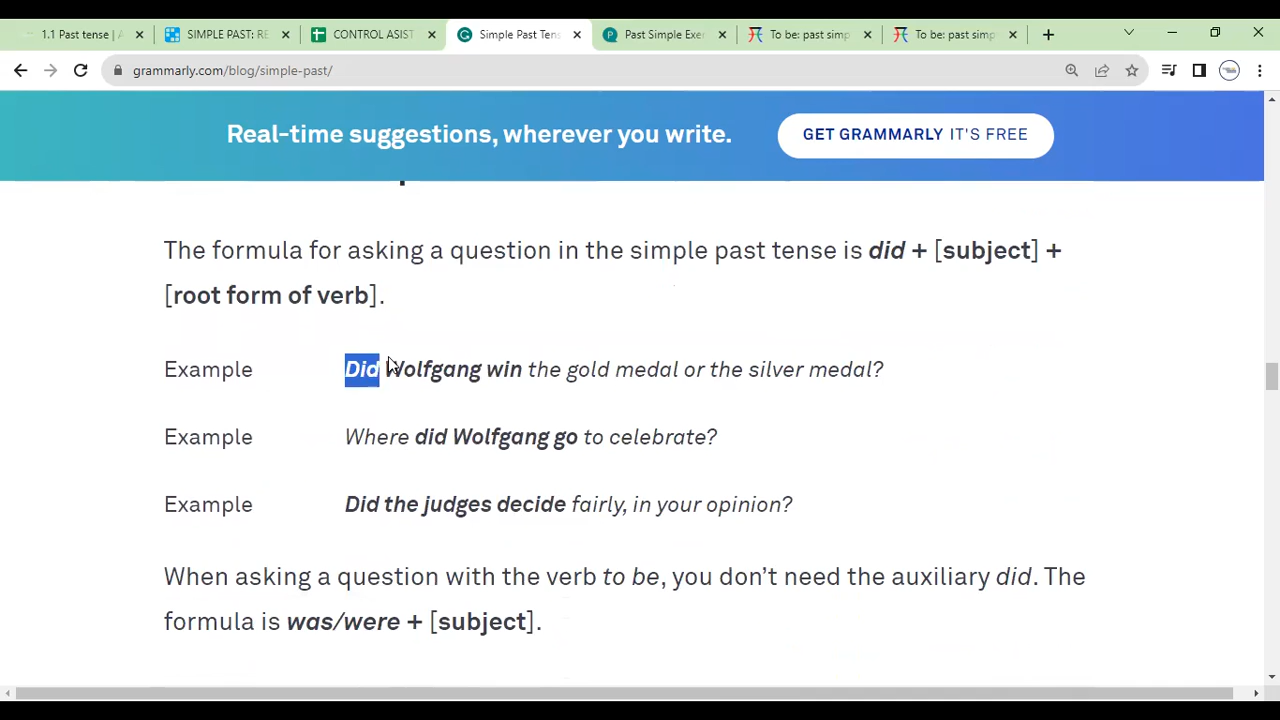 1.1 Past tense | A
SIMPLE PAST: RE
CONTROL ASIST
Simple Past Tens
Past Simple Exer
To be: past simp
To be: past simp
grammarly.com/blog/simple-past/
Real-time suggestions, wherever you write.
GET GRAMMARLY IT'S FREE
The formula for asking a question in the simple past tense is did + [subject] +
[root form of verb].
Example Did Wolfgang win the gold medal or the silver medal?
Example Where did Wolfgang go to celebrate?
Example Did the judges decide fairly, in your opinion?
When asking a question with the verb to be, you don’t need the auxiliary did. The
formula is was/were + [subject].